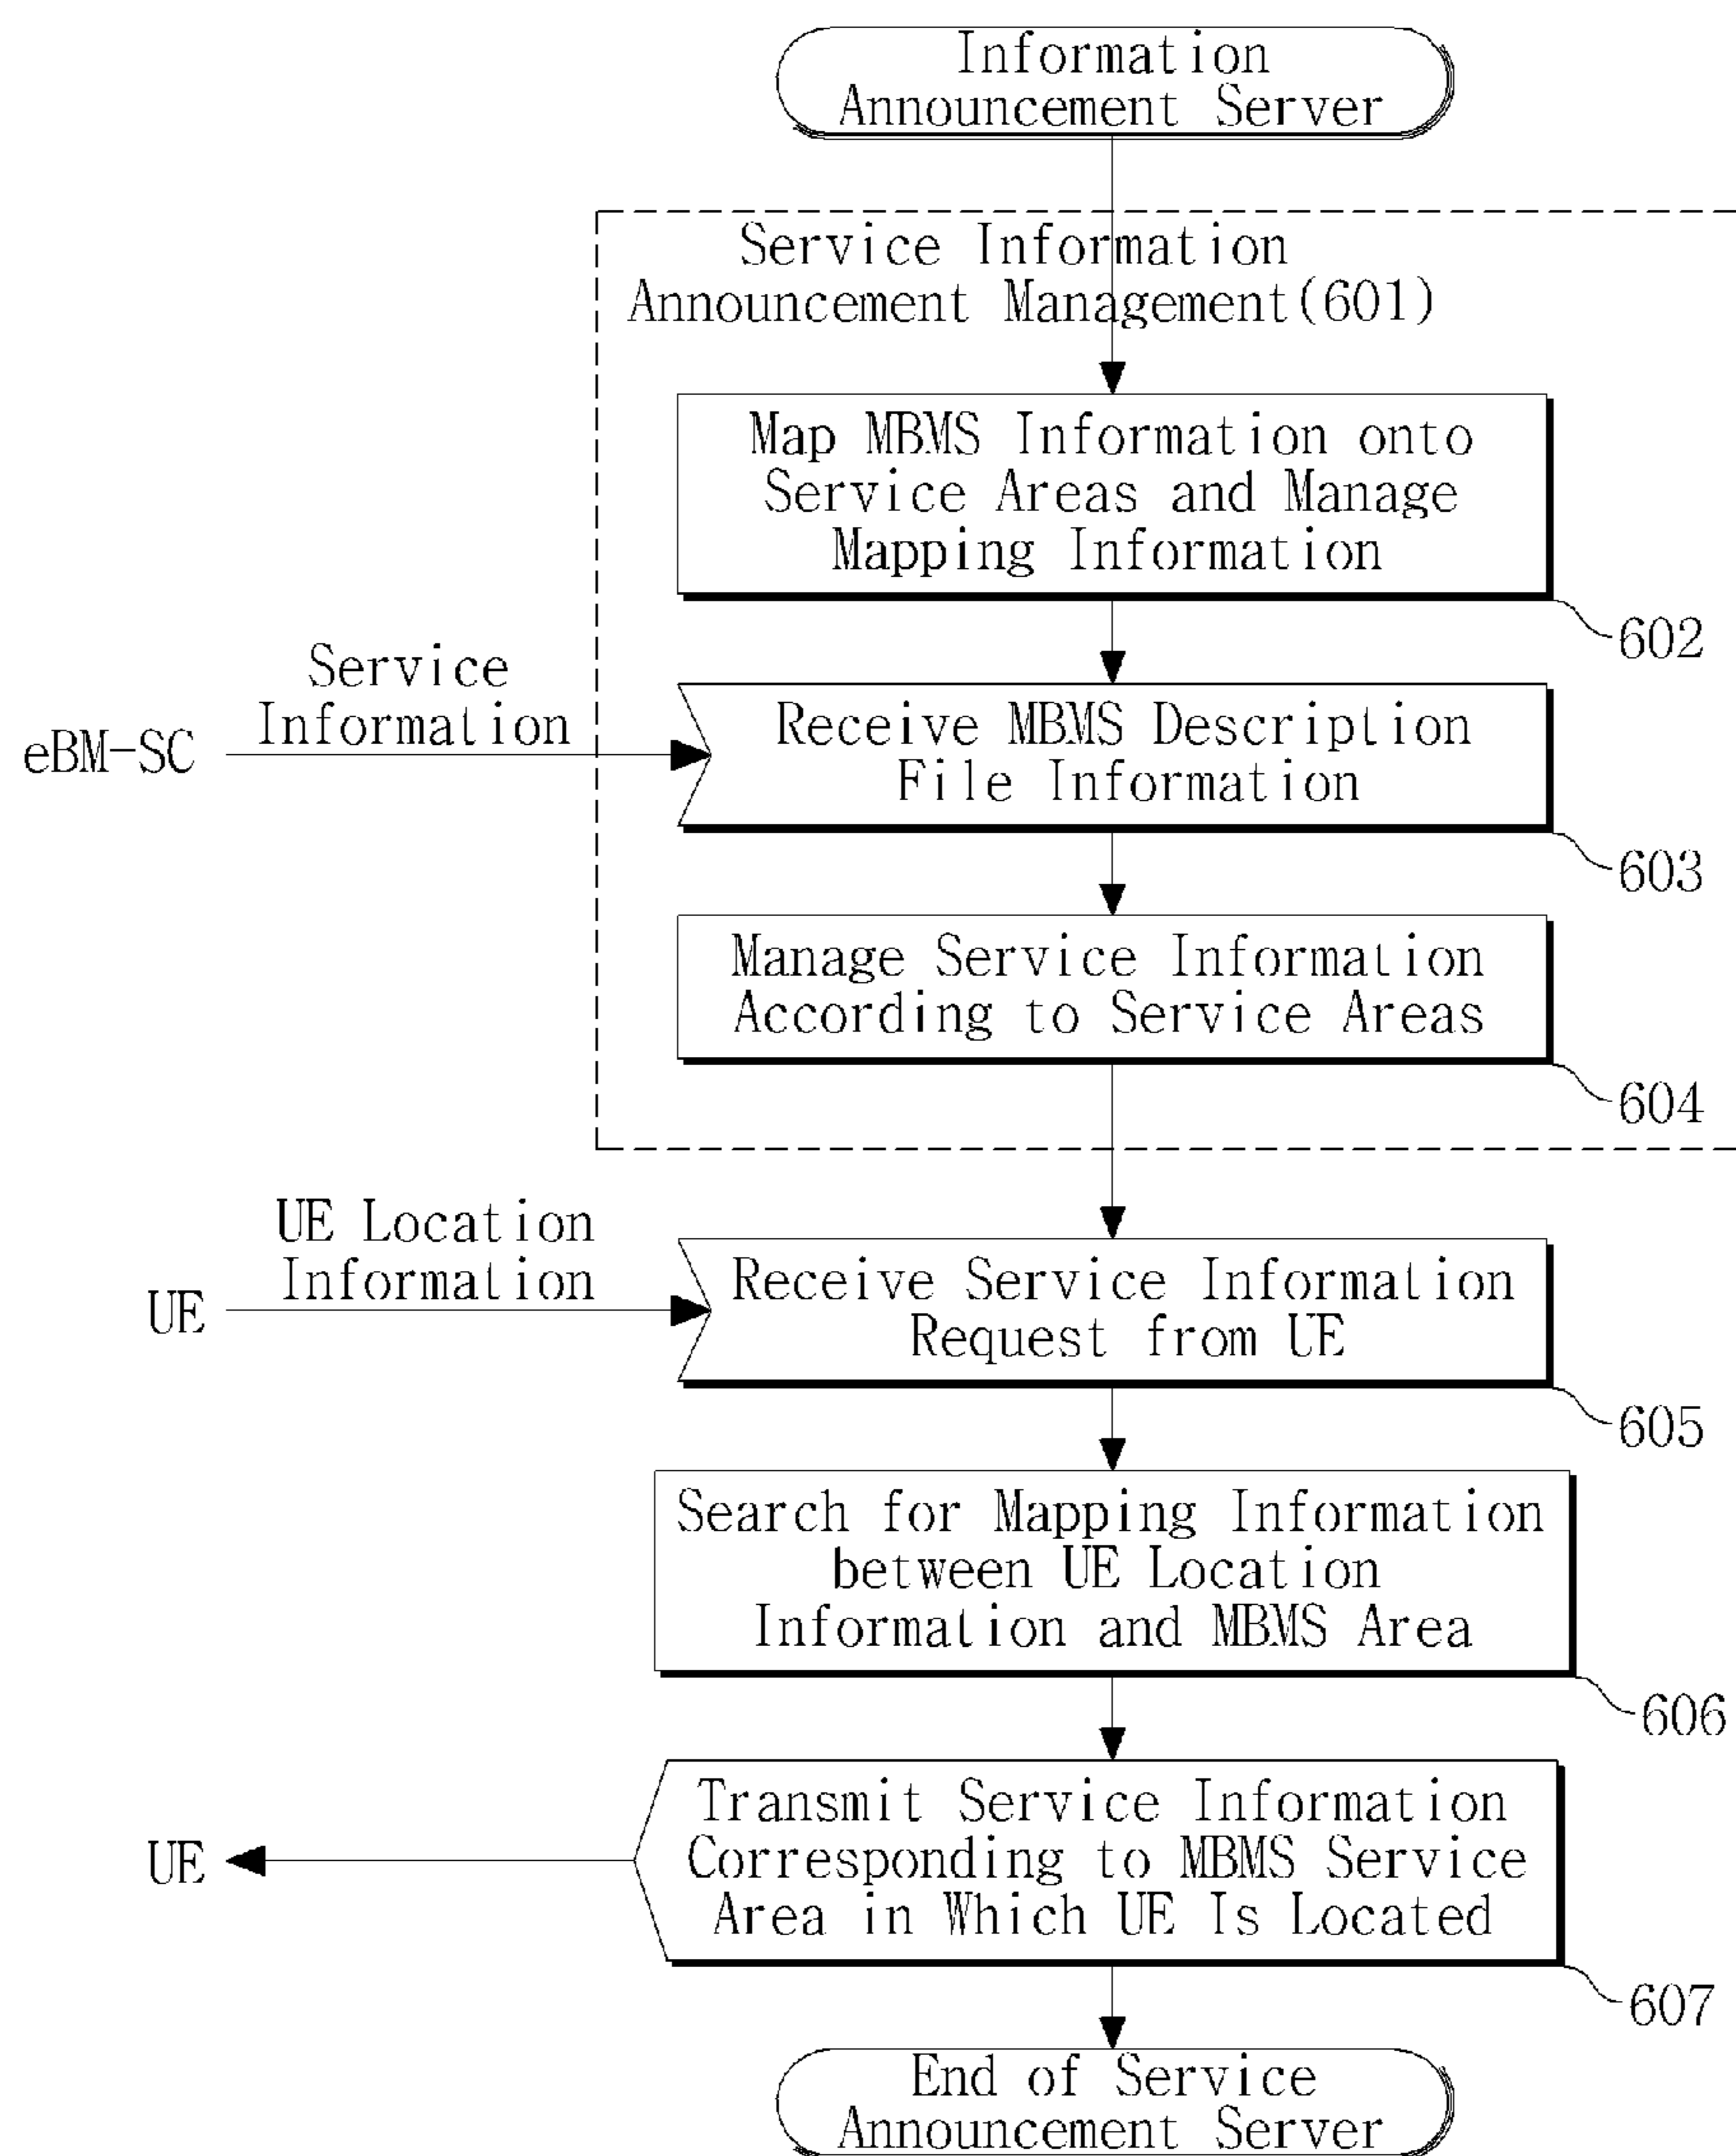 Information
Announcement Server
Service Information
Announcement Management(601)
Map MBMS Information onto
Service Areas and Manage
Mapping Information
602
Service
Information
eBM-SC
Receive MBMS Description
File Information
603
Manage Service Information
According to Service Areas
604
UE Location
Information
UE
Receive Service Information
Request from UE
605
Search for Mapping Information
between UE Location
Information and MBMS Area
606
UE
Transmit Service Information
Corresponding to MBMS Service
Area in Which UE Is Located
607
End of Service
Announcement Server